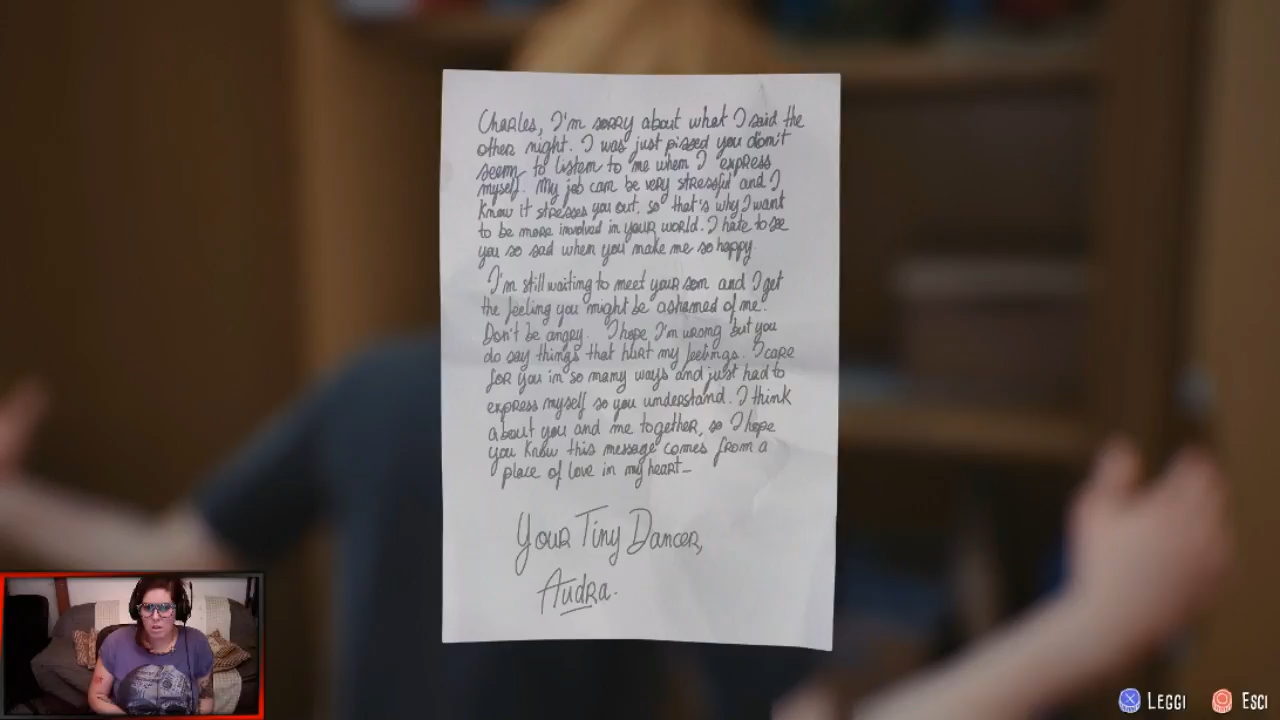 Charles, I'm sorry about what I said the
other night. I was just pissed you didn't
seem to listen to me when I express
myself. My job can be very stressful and I
know it stresses you out, so that's why I want
to be more involved in your world. I hate to see
you so sad when you make me so happy.
I'm still waiting to meet your son and I get
the feeling you might be ashamed of me.
Don't be angry. I hope I'm wrong but you
do say things that hurt my feelings. I care
for you in so many ways and just had to
express myself so you understand. I think
about you and me together, so I hope
you know this message comes from a
place of love in my heart_
Your Tiny Dancer,
Audra.
Leggi
Esci